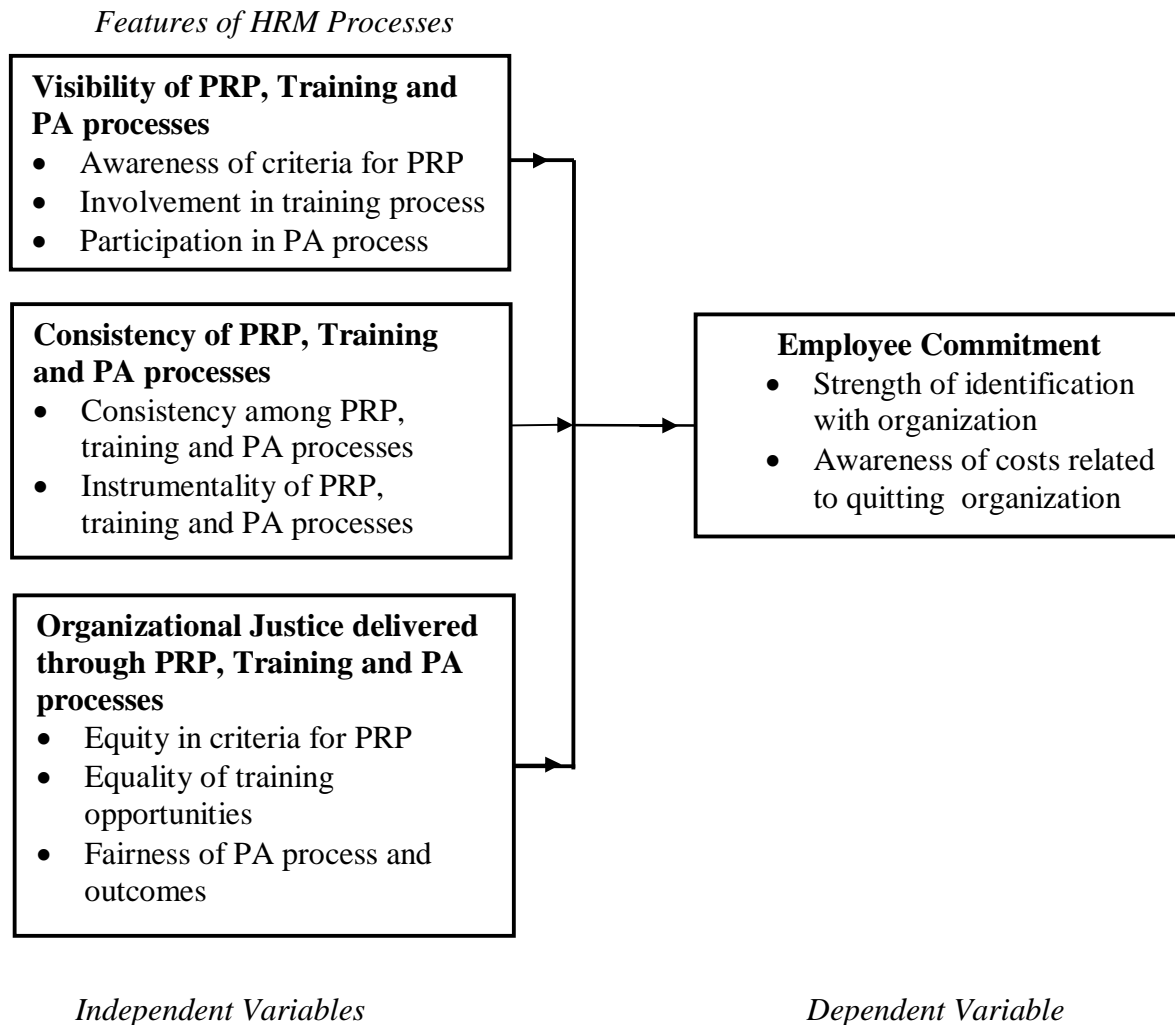 Features of HRM Processes
Visibility of PRP, Training and
PA processes
• Awareness of criteria for PRP
• Involvement in training process
• Participation in PA process
Consistency of PRP, Training
and PA processes
• Consistency among PRP,
training and PA processes
• Instrumentality of PRP,
training and PA processes
Organizational Justice delivered
through PRP, Training and PA
processes
• Equity in criteria for PRP
• Equality of training
opportunities
• Fairness of PA process and
outcomes
Employee Commitment
• Strength of identification
with organization
• Awareness of costs related
to quitting organization
Independent Variables
Dependent Variable